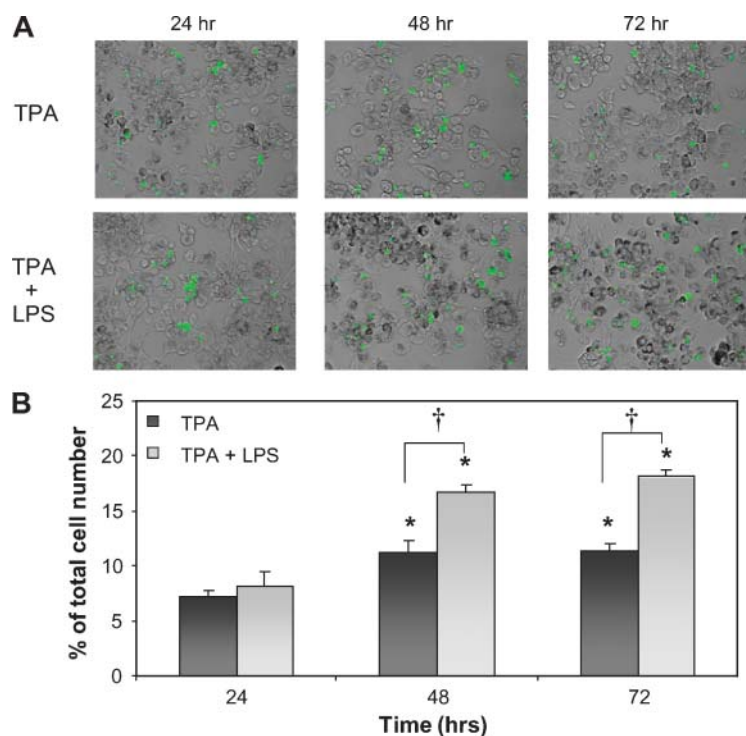 A
24 hr
48 hr
72 hr
TPA
TPA
+
LPS
B
% of total cell number
25
20
15
10
5
0
TPA
TPA + LPS
†
†
*
*
*
*
24
48
72
Time (hrs)